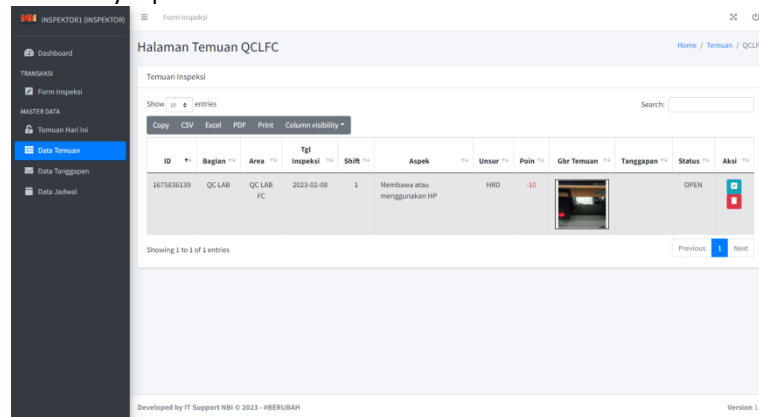 NBI INSPEKTOR1 (INSPEKTOR)
Form Inspeksi
Dashboard
TRANSAKSI
Form Inspeksi
MASTER DATA
Temuan Hari Ini
Data Temuan
Data Tanggapan
Data Jadwal
Halaman Temuan QCLFC
Home / Temuan / QCLF
Temuan Inspeksi
Show 10 entries
Search:
Copy CSV Excel PDF Print Column visibility
ID Bagian Area Tgl Inspeksi Shift Aspek Unsur Poin Gbr Temuan Tanggapan Status Aksi
1675836139 QC LAB QC LAB FC 2023-02-08 1 Membawa atau menggunakan HP HRD -10 OPEN
Showing 1 to 1 of 1 entries
Previous 1 Next
Developed by IT Support NBI © 2023 - #BERUBAH
Version 1.